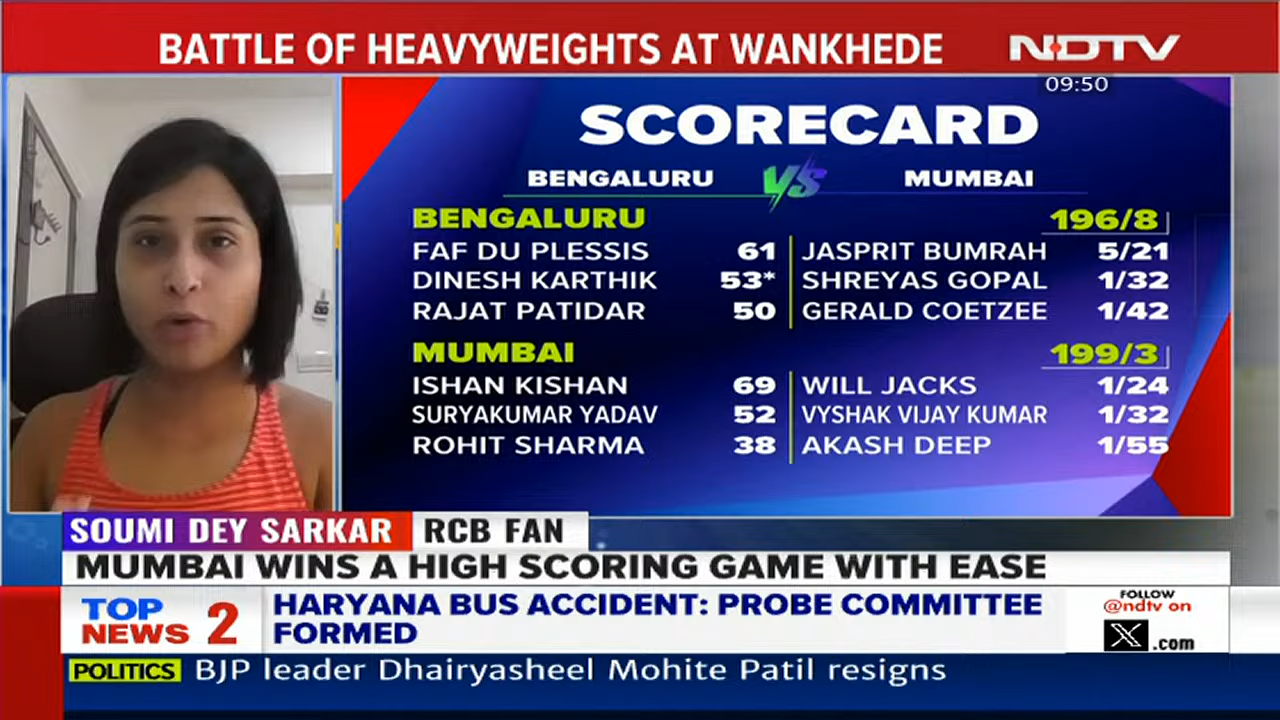 BATTLE OF HEAVYWEIGHTS AT WANKHEDE
NDTV
09:50
SCORECARD
BENGALURU VS MUMBAI
BENGALURU 196/8
FAF DU PLESSIS 61 JASPRIT BUMRAH 5/21
DINESH KARTHIK 53* SHREYAS GOPAL 1/32
RAJAT PATIDAR 50 GERALD COETZEE 1/42
MUMBAI 199/3
ISHAN KISHAN 69 WILL JACKS 1/24
SURYAKUMAR YADAV 52 VYSHAK VIJAY KUMAR 1/32
ROHIT SHARMA 38 AKASH DEEP 1/55
SOUMI DEY SARKAR RCB FAN
MUMBAI WINS A HIGH SCORING GAME WITH EASE
TOP NEWS 2
HARYANA BUS ACCIDENT: PROBE COMMITTEE
FORMED
FOLLOW
@ndtv on
X.com
POLITICS BJP leader Dhairyasheel Mohite Patil resigns